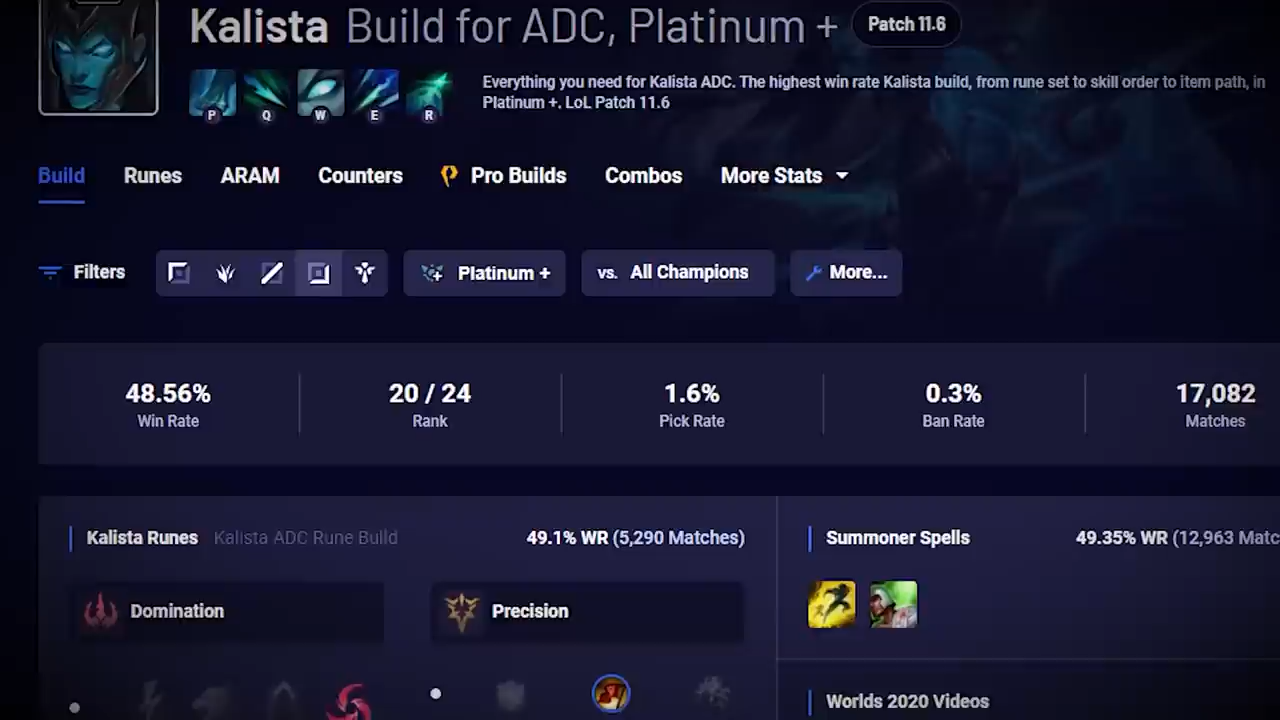 Kalista Build for ADC, Platinum + Patch 11.6
Everything you need for Kalista ADC. The highest win rate Kalista build, from rune set to skill order to item path, in
Platinum +. LoL Patch 11.6
P Q W E R
Build Runes ARAM Counters Pro Builds Combos More Stats
Filters Platinum + vs. All Champions More...
48.56% 20 / 24 1.6% 0.3% 17,082
Win Rate Rank Pick Rate Ban Rate Matches
Kalista Runes Kalista ADC Rune Build 49.1% WR (5,290 Matches) Summoner Spells 49.35% WR (12,963 Matc
Domination Precision
Worlds 2020 Videos